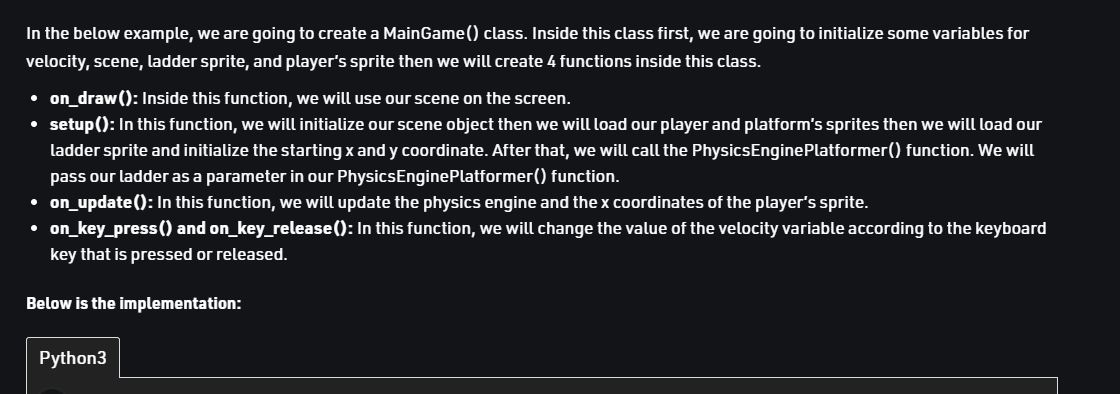 In the below example, we are going to create a MainGame() class. Inside this class first, we are going to initialize some variables for
velocity, scene, ladder sprite, and player's sprite then we will create 4 functions inside this class.
• on_draw(): Inside this function, we will use our scene on the screen.
• setup(): In this function, we will initialize our scene object then we will load our player and platform's sprites then we will load our
ladder sprite and initialize the starting x and y coordinate. After that, we will call the PhysicsEnginePlatformer() function. We will
pass our ladder as a parameter in our PhysicsEnginePlatformer() function.
• on_update(): In this function, we will update the physics engine and the x coordinates of the player's sprite.
• on_key_press() and on_key_release(): In this function, we will change the value of the velocity variable according to the keyboard
key that is pressed or released.
Below is the implementation:
Python3